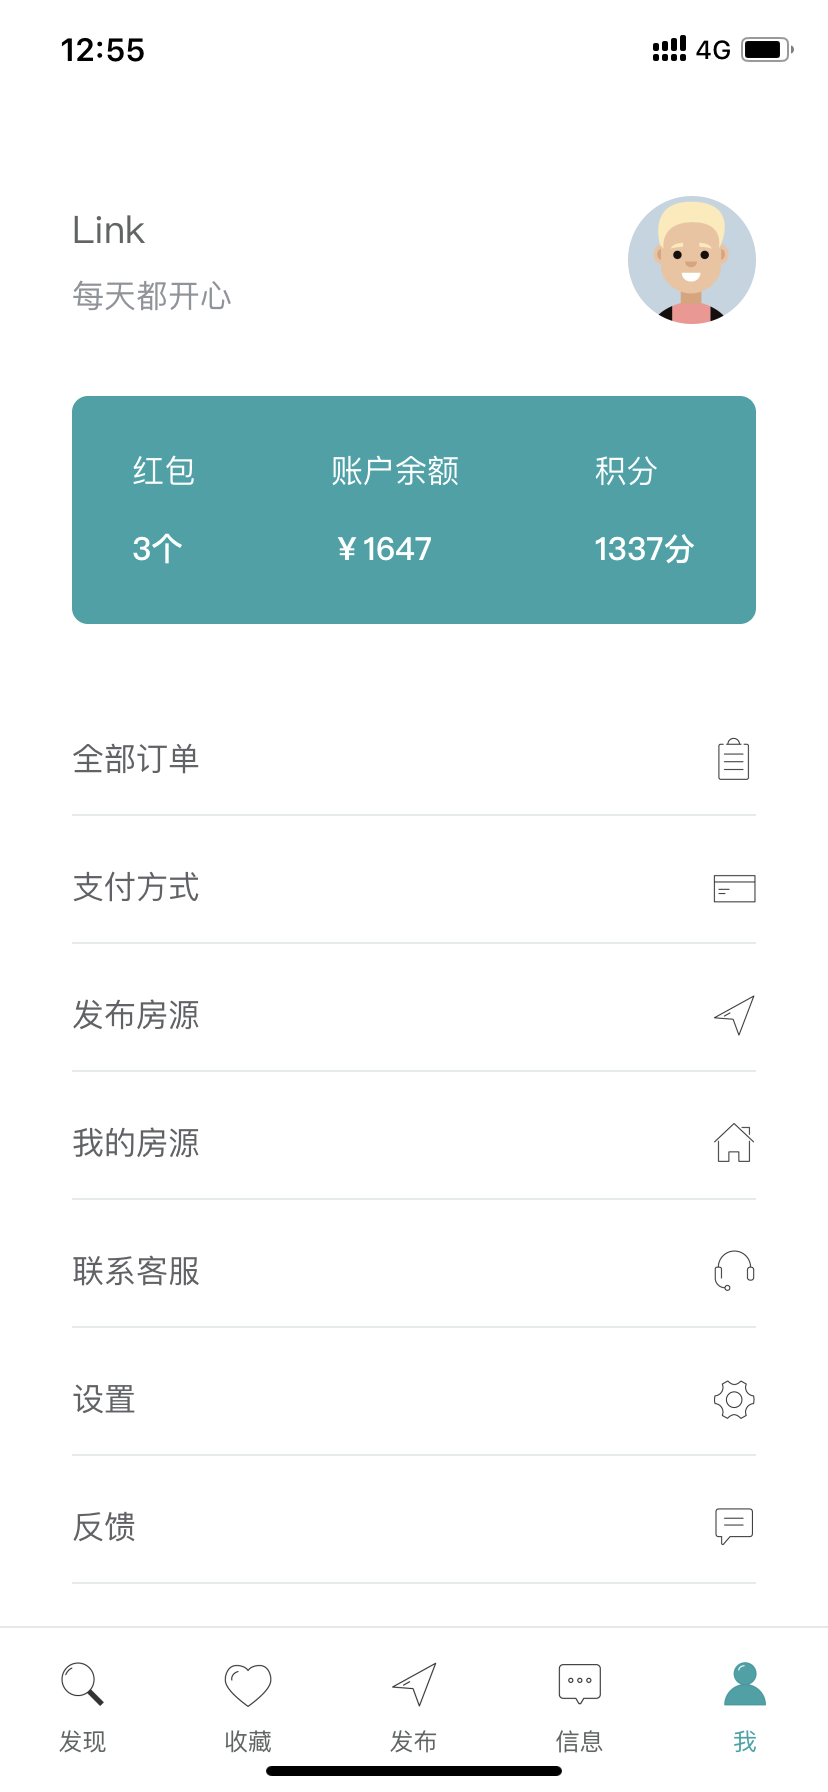 12:55 4G
Link
每天都开心
红包 账户余额 积分
3个 ¥1647 1337分
全部订单
支付方式
发布房源
我的房源
联系客服
设置
反馈
发现 收藏 发布 信息 我